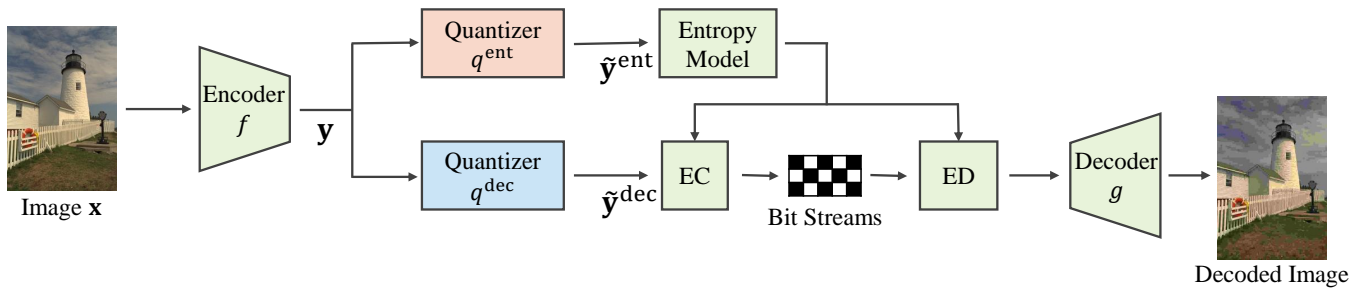 Image x
Encoder
f
y
Quantizer
q^ent
ỹ^ent
Entropy
Model
Quantizer
q^dec
ỹ^dec
EC
Bit Streams
ED
Decoder
g
Decoded Image